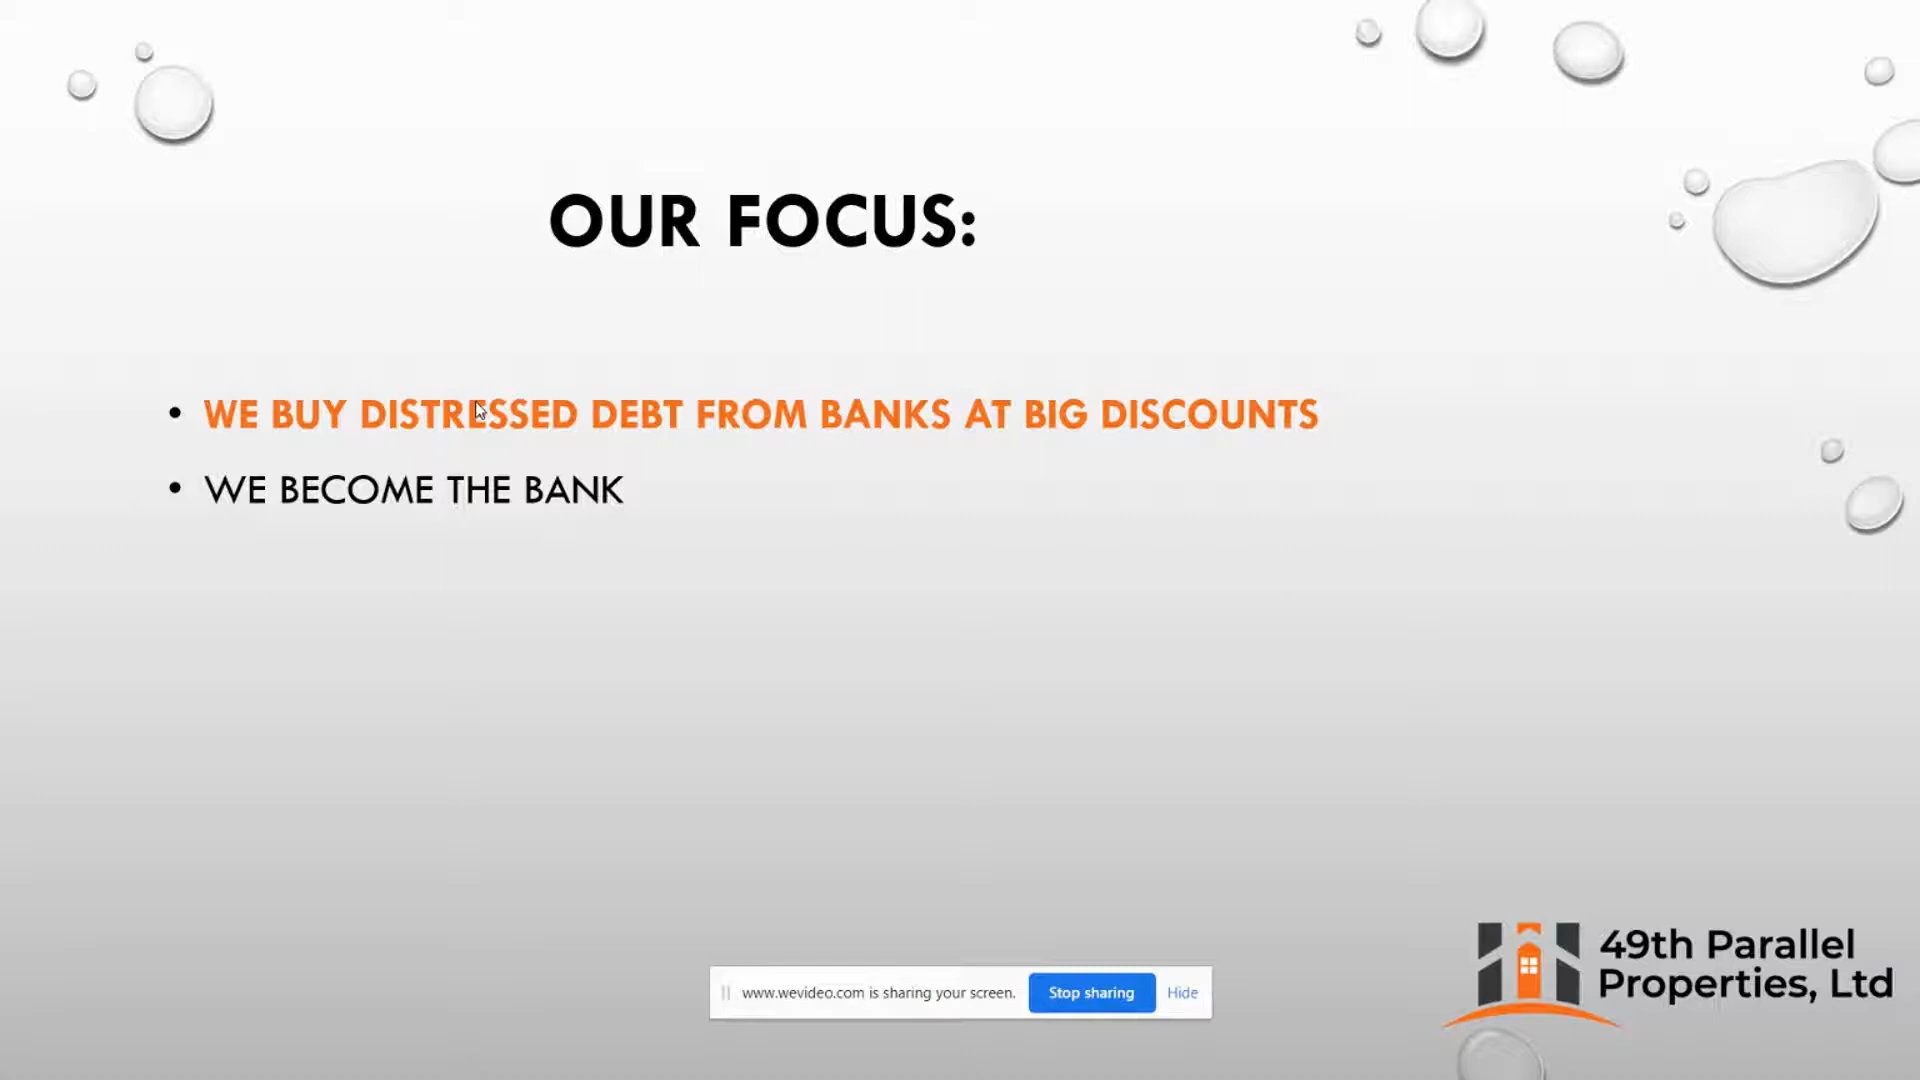 OUR FOCUS:
• WE BUY DISTRESSED DEBT FROM BANKS AT BIG DISCOUNTS
• WE BECOME THE BANK
www.wevideo.com is sharing your screen. Stop sharing Hide
49th Parallel
Properties, Ltd